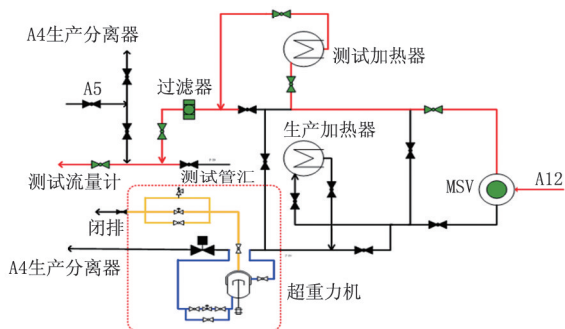 A4生产分离器
测试加热器
A5
过滤器
生产加热器
MSV
A12
测试流量计
测试管汇
闭排
A4生产分离器
超重力机